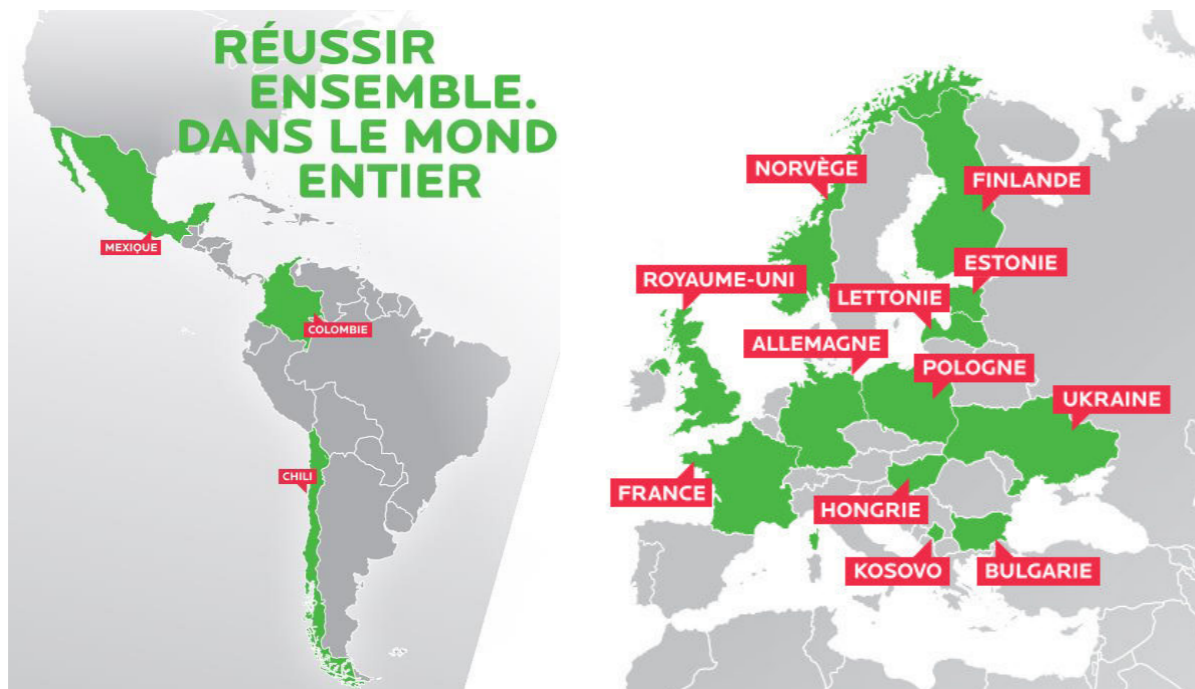 RÉUSSIR
ENSEMBLE.
DANS LE MOND
ENTIER
MEXIQUE
COLOMBIE
CHILI
NORVÈGE
FINLANDE
ROYAUME-UNI
ESTONIE
LETTONIE
ALLEMAGNE
POLOGNE
UKRAINE
FRANCE
HONGRIE
KOSOVO
BULGARIE